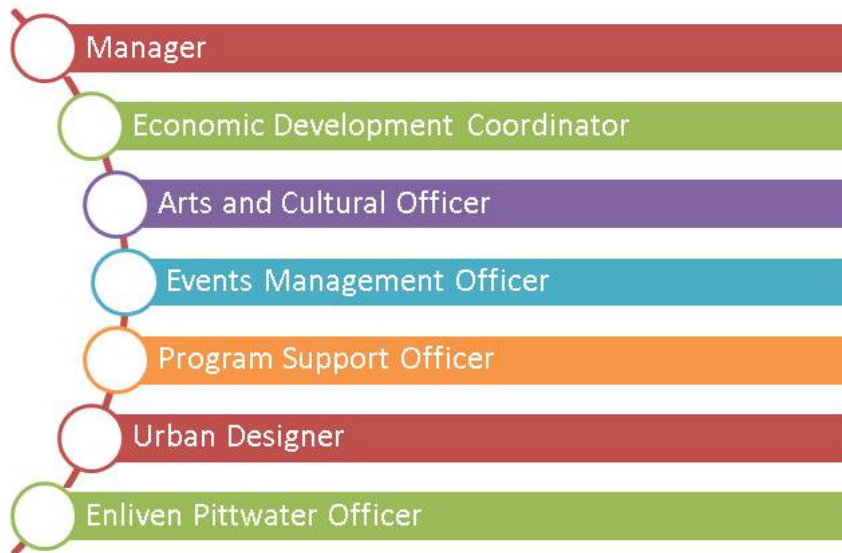 Manager
Economic Development Coordinator
Arts and Cultural Officer
Events Management Officer
Program Support Officer
Urban Designer
Enliven Pittwater Officer